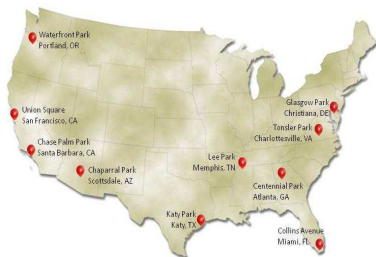 Waterfront Park
Portland, OR
Union Square
San Francisco, CA
Chase Palm Park
Santa Barbara, CA
Chaparral Park
Scottsdale, AZ
Katy Park
Katy, TX
Lee Park
Memphis, TN
Glasgow Park
Christiana, DE
Tonsler Park
Charlottesville, VA
Centennial Park
Atlanta, GA
Collins Avenue
Miami, FL